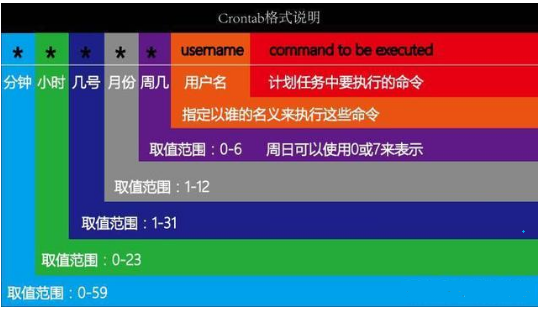 Crontab格式说明
* * * * * username command to be executed
分钟 小时 几号 月份 周几 用户名 计划任务中要执行的命令
指定以谁的名义来执行这些命令
取值范围：0-6 周日可以使用0或7来表示
取值范围：1-12
取值范围：1-31
取值范围：0-23
取值范围：0-59